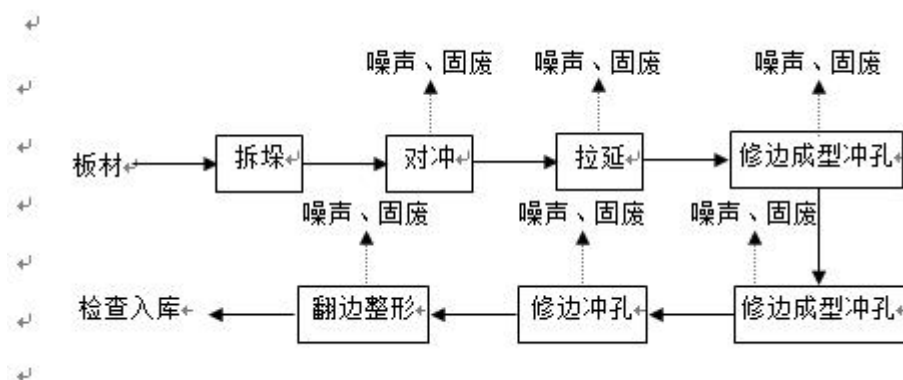 噪声、固废 噪声、固废 噪声、固废
板材 拆垛 对冲 拉延 修边成型冲孔
噪声、固废 噪声、固废 噪声、固废
检查入库 翻边整形 修边冲孔 修边成型冲孔